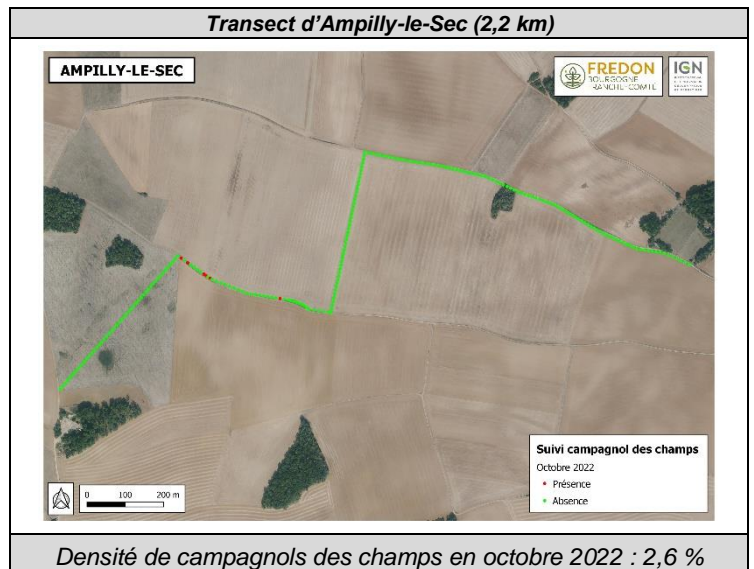 Transect d'Ampilly-le-Sec (2,2 km)
AMPILLY-LE-SEC
FREDON
BOURGOGNE
FRANCHE-COMTÉ
IGN
Suivi campagnol des champs
Octobre 2022
Présence
Absence
0 100 200 m
Densité de campagnols des champs en octobre 2022 : 2,6 %